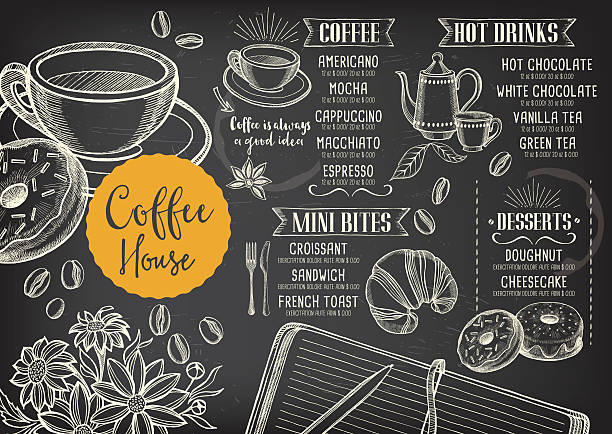 Coffee
House
COFFEE
AMERICANO
12 oz $ 0.00/ 20 oz $ 0.00
MOCHA
12 oz $ 0.00/ 20 oz $ 0.00
CAPPUCCINO
12 oz $ 0.00/ 20 oz $ 0.00
MACCHIATO
12 oz $ 0.00/ 20 oz $ 0.00
ESPRESSO
12 oz $ 0.00/ 20 oz $ 0.00
Coffee is always
a good idea
HOT DRINKS
HOT CHOCOLATE
12 oz $ 0.00/ 20 oz $ 0.00
WHITE CHOCOLATE
12 oz $ 0.00/ 20 oz $ 0.00
VANILLA TEA
12 oz $ 0.00/ 20 oz $ 0.00
GREEN TEA
12 oz $ 0.00/ 20 oz $ 0.00
MINI BITES
CROISSANT
EXERCITATION DOLORE AUTE ANIM $ 0.00
SANDWICH
EXERCITATION DOLORE AUTE ANIM $ 0.00
FRENCH TOAST
EXERCITATION DOLORE AUTE ANIM $ 0.00
DESSERTS
DOUGHNUT
EXERCITATION DOLORE AUTE ANIM $ 0.00
CHEESECAKE
EXERCITATION DOLORE AUTE ANIM $ 0.00